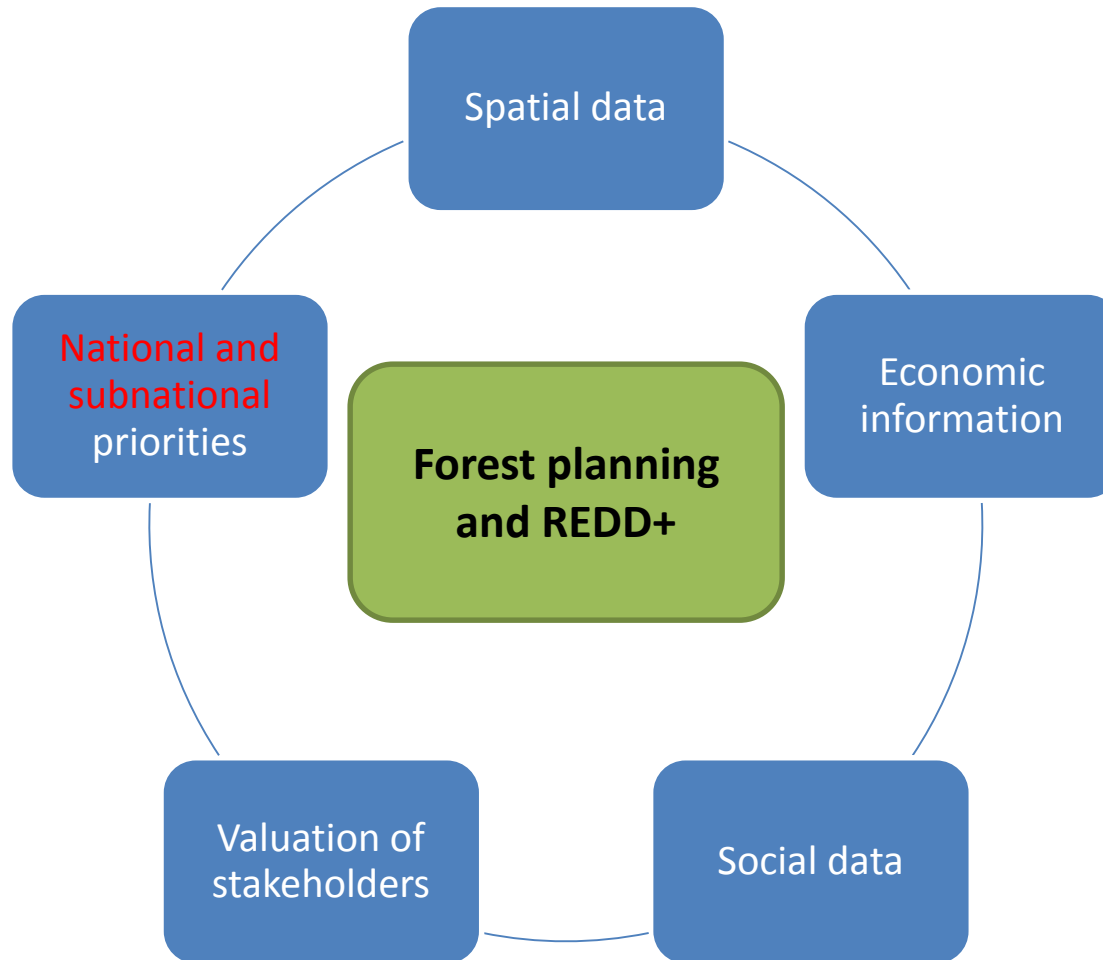 Spatial data
National and
subnational
priorities
Economic
information
Forest planning
and REDD+
Valuation of
stakeholders
Social data